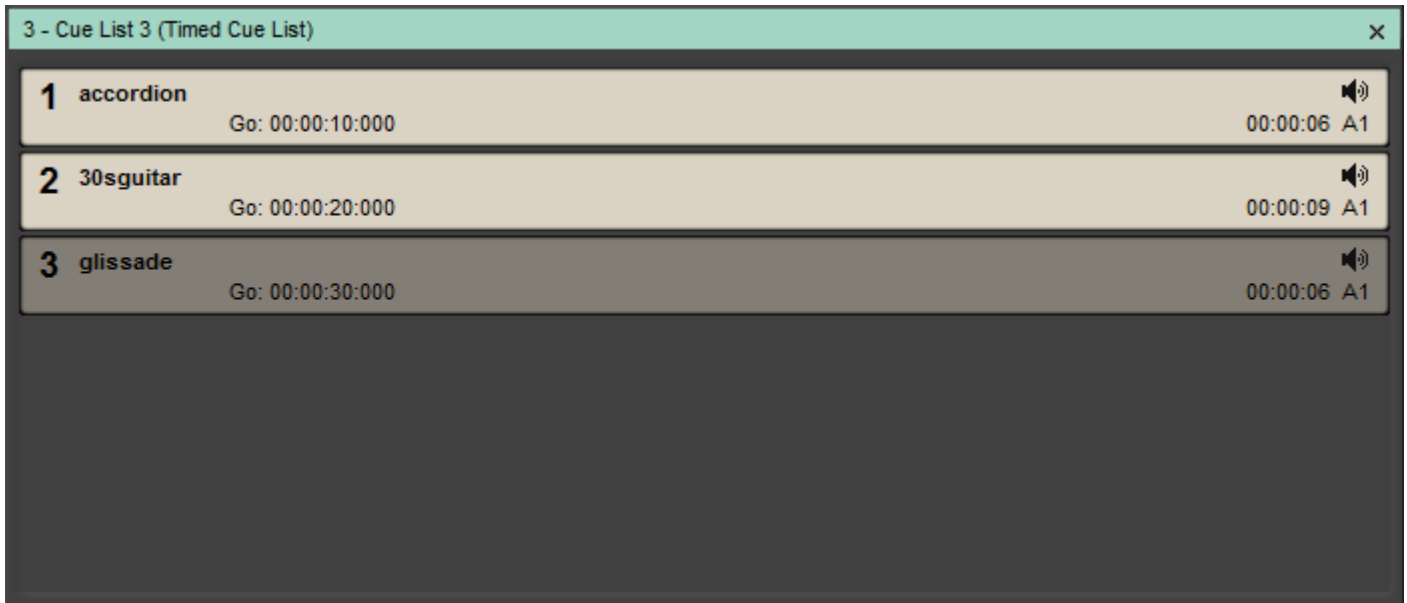 3 - Cue List 3 (Timed Cue List)
1 accordion
Go: 00:00:10:000 00:00:06 A1
2 30sguitar
Go: 00:00:20:000 00:00:09 A1
3 glissade
Go: 00:00:30:000 00:00:06 A1